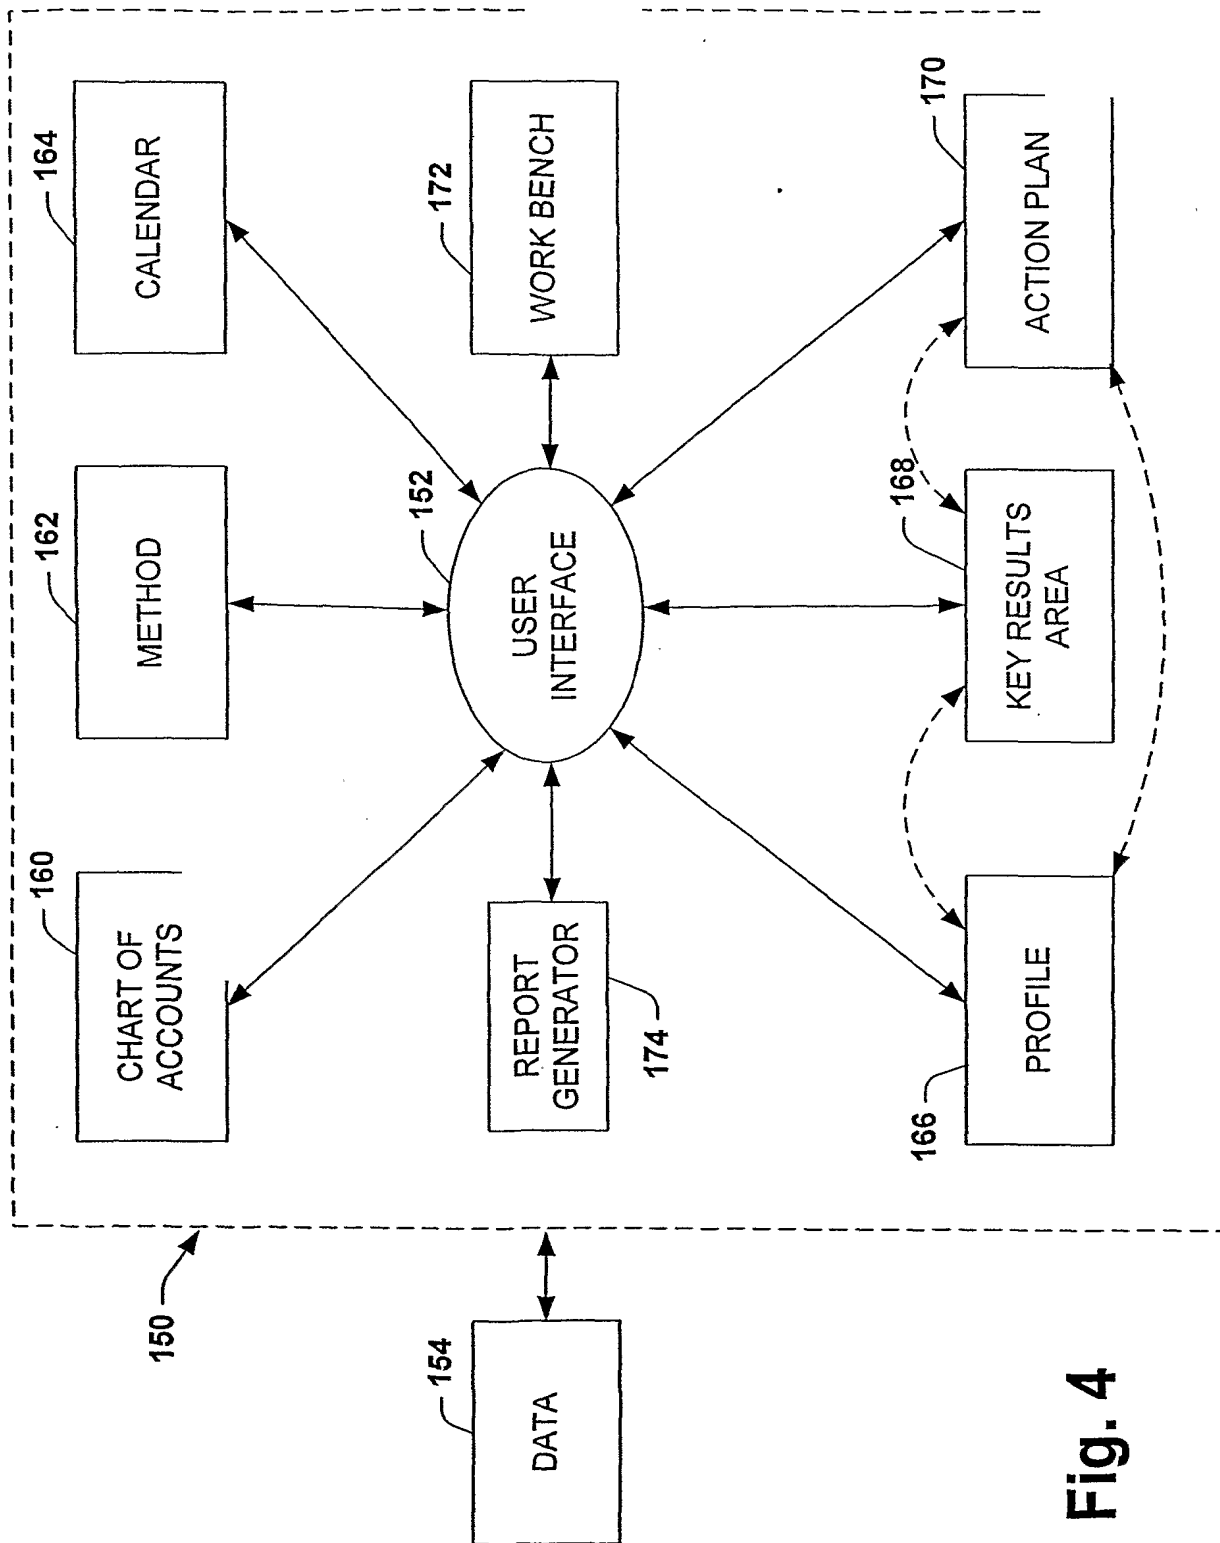 150
160
CHART OF
ACCOUNTS
162
METHOD
164
CALENDAR
154
DATA
REPORT
GENERATOR
174
152
USER
INTERFACE
172
WORK BENCH
166
PROFILE
168
KEY RESULTS
AREA
170
ACTION PLAN
Fig. 4